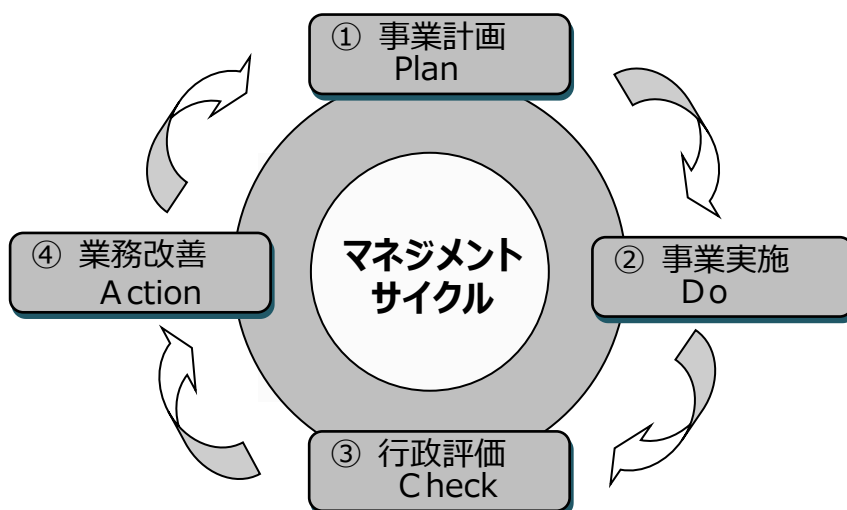 ① 事業計画
Plan
④ 業務改善
Action
マネジメント
サイクル
② 事業実施
Do
③ 行政評価
Check